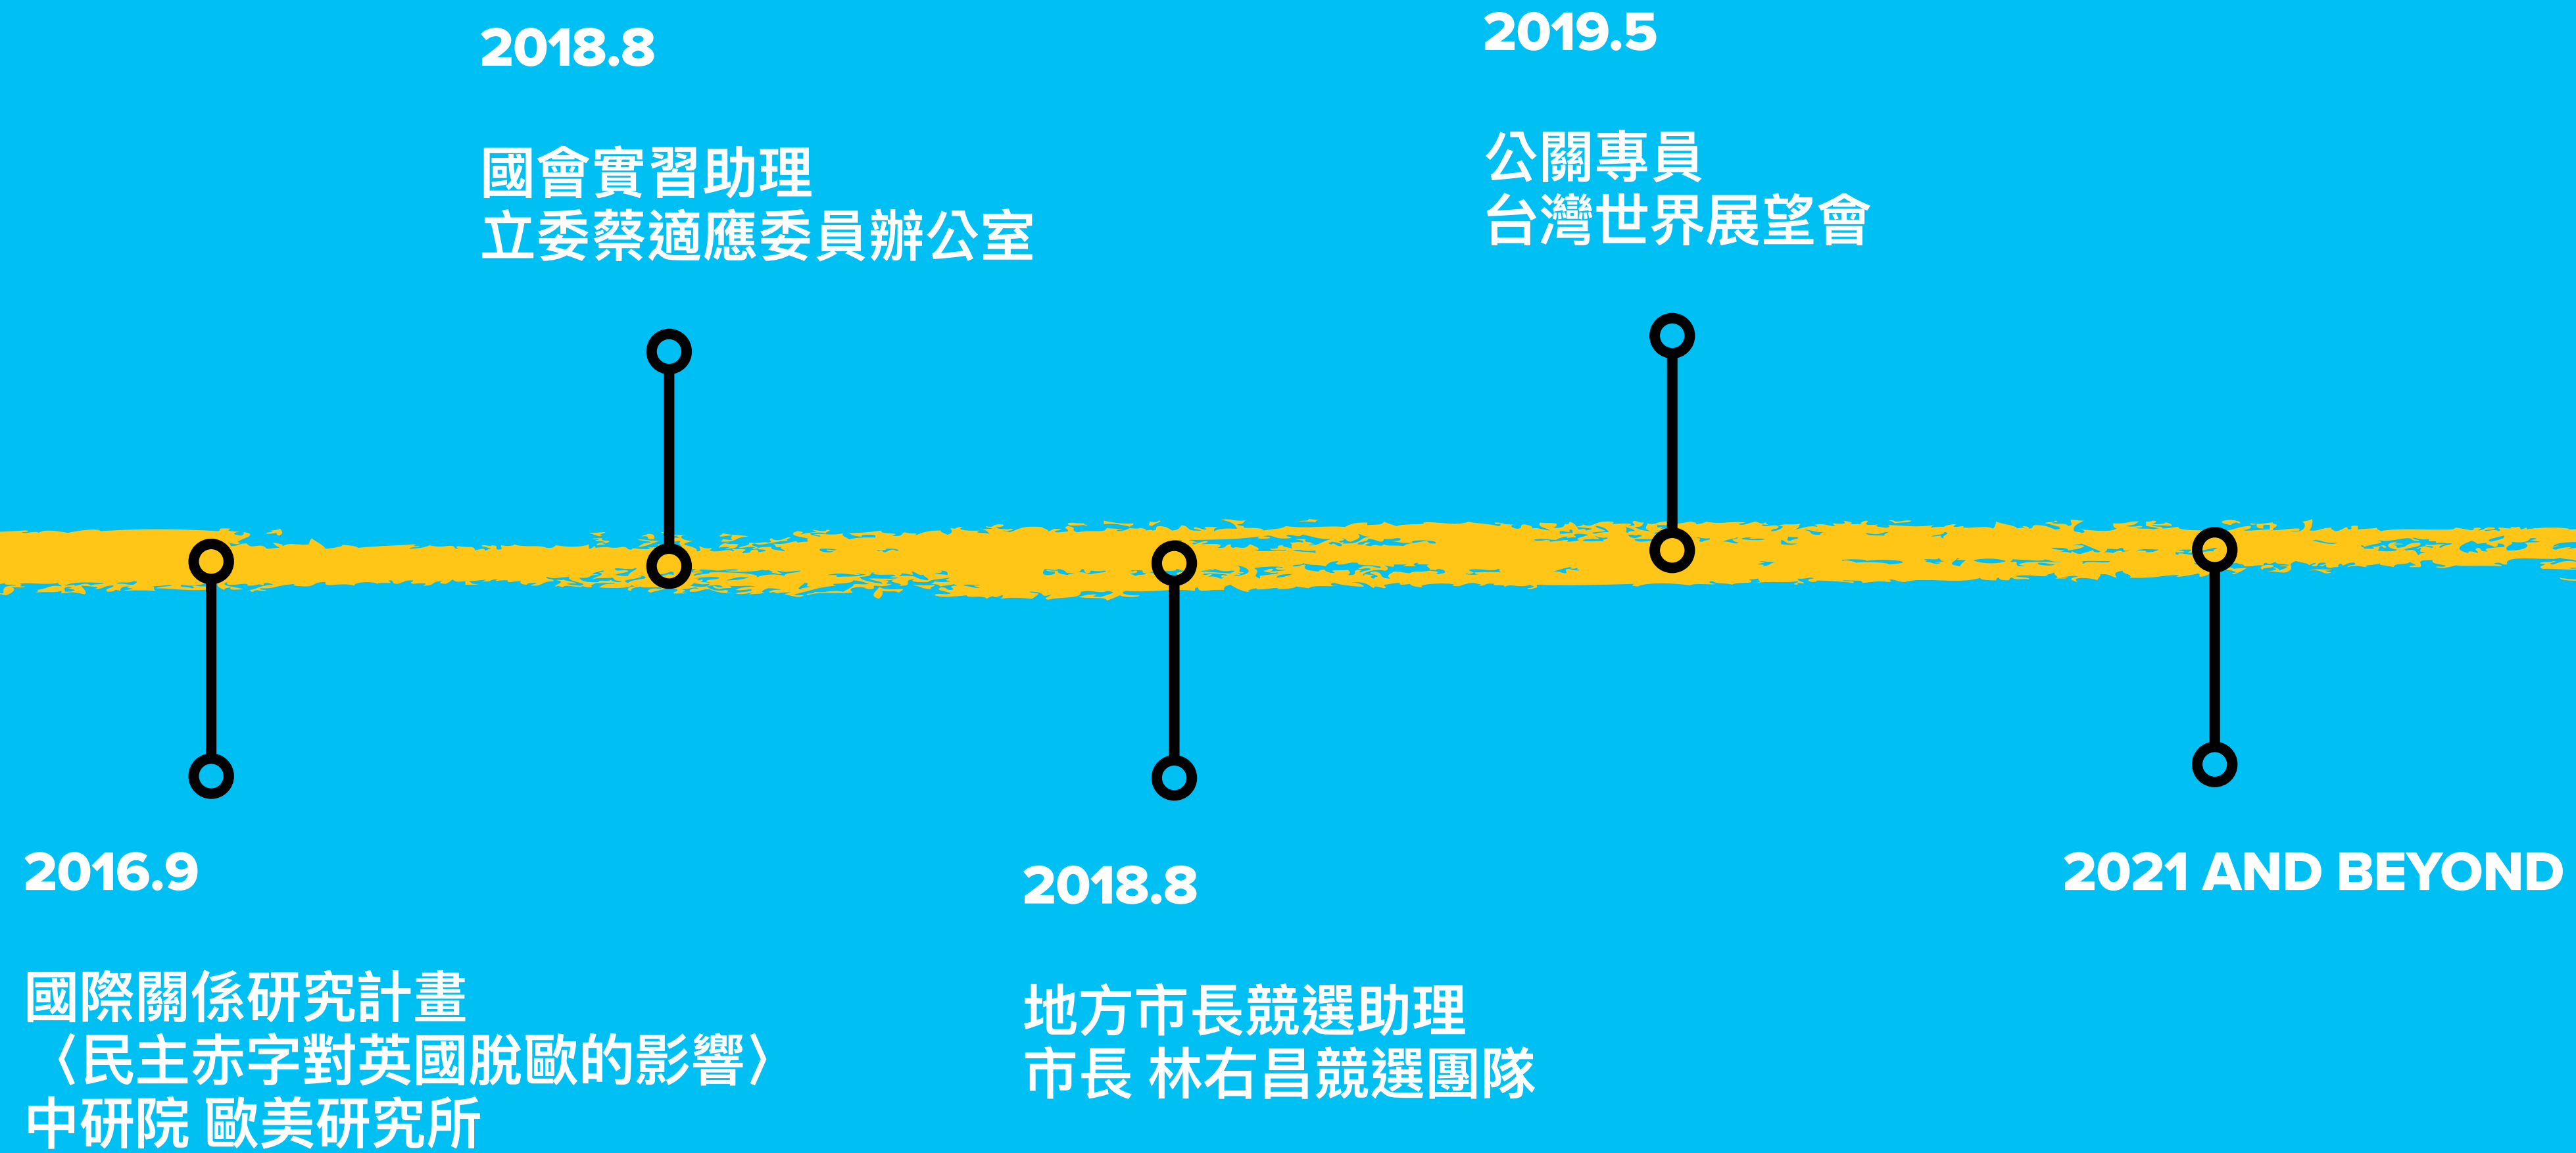 2018.8
國會實習助理
立委蔡適應委員辦公室
2019.5
公關專員
台灣世界展望會
2016.9
國際關係研究計畫
〈民主赤字對英國脫歐的影響〉
中研院 歐美研究所
2018.8
地方市長競選助理
市長 林右昌競選團隊
2021 AND BEYOND